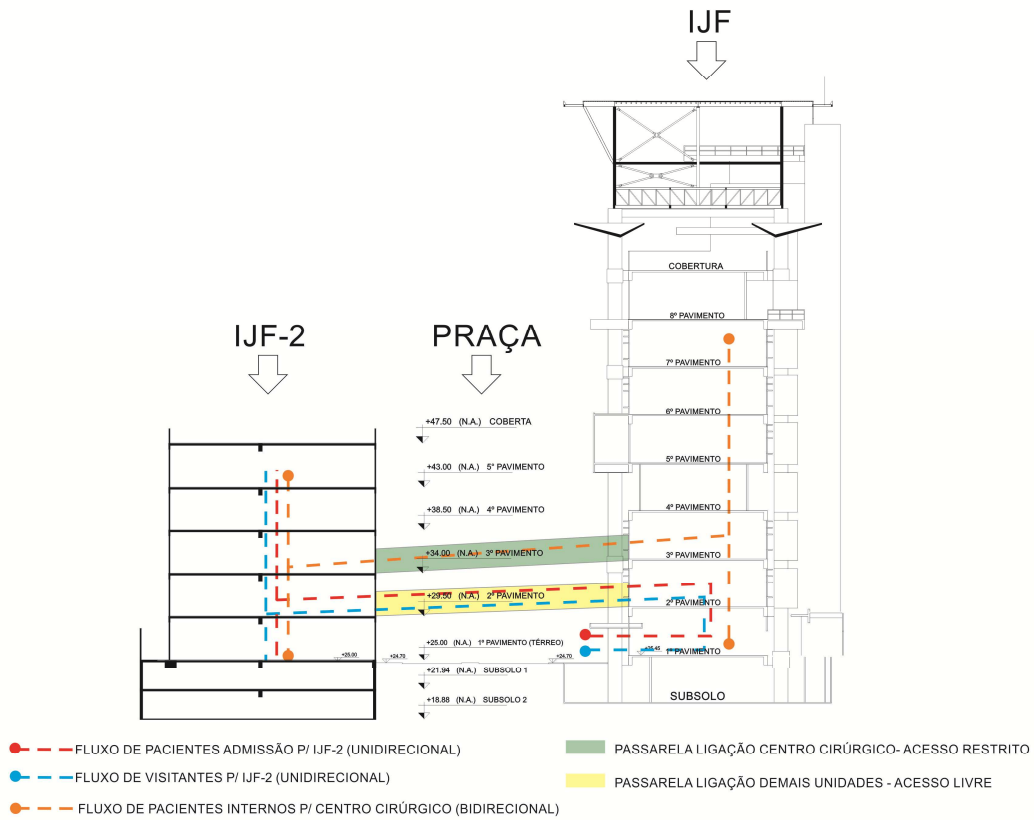 IJF
COBERTURA
8º PAVIMENTO
IJF-2
PRAÇA
7º PAVIMENTO
6º PAVIMENTO
+47.50 (N.A.) COBERTA
5º PAVIMENTO
+43.00 (N.A.) 5° PAVIMENTO
4º PAVIMENTO
+38.50 (N.A.) 4º PAVIMENTO
+34.00 (N.A.) 3º PAVIMENTO
3º PAVIMENTO
+29.50 (N.A.) 2º PAVIMENTO
2º PAVIMENTO
+25.00 (N.A.) 1º PAVIMENTO (TÉRREO)
+25.45
1º PAVIMENTO
+25.00
+24.70
+24.70
+21.94 (N.A.) SUBSOLO 1
SUBSOLO
+18.88 (N.A.) SUBSOLO 2
FLUXO DE PACIENTES ADMISSÃO P/ IJF-2 (UNIDIRECIONAL)
PASSARELA LIGAÇÃO CENTRO CIRÚRGICO- ACESSO RESTRITO
FLUXO DE VISITANTES P/ IJF-2 (UNIDIRECIONAL)
PASSARELA LIGAÇÃO DEMAIS UNIDADES - ACESSO LIVRE
FLUXO DE PACIENTES INTERNOS P/ CENTRO CIRÚRGICO (BIDIRECIONAL)